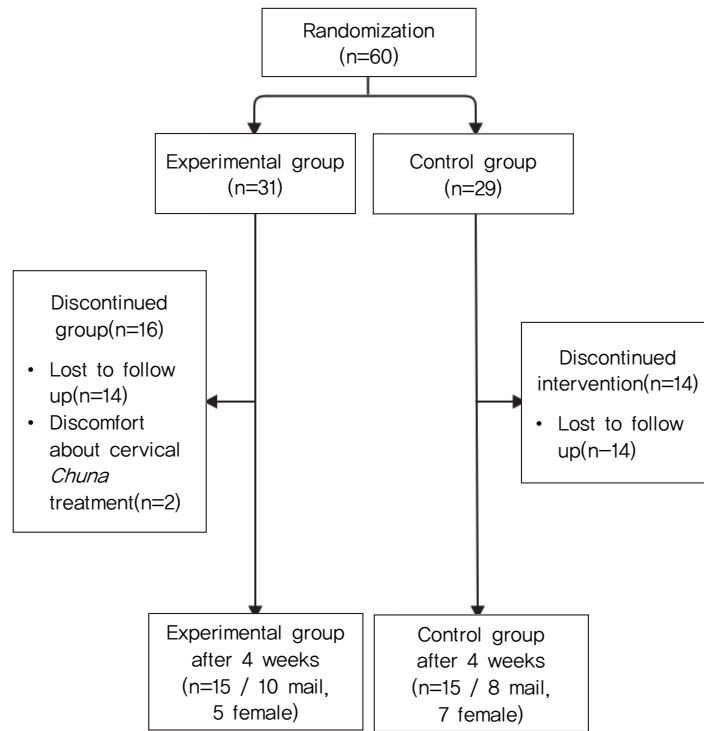 Randomization
(n=60)
Experimental group
(n=31)
Control group
(n=29)
Discontinued
group(n=16)
• Lost to follow
up(n=14)
• Discomfort
about cervical
Chuna
treatment(n=2)
Discontinued
intervention(n=14)
• Lost to follow
up(n-14)
Experimental group
after 4 weeks
(n=15 / 10 mail,
5 female)
Control group
after 4 weeks
(n=15 / 8 mail,
7 female)